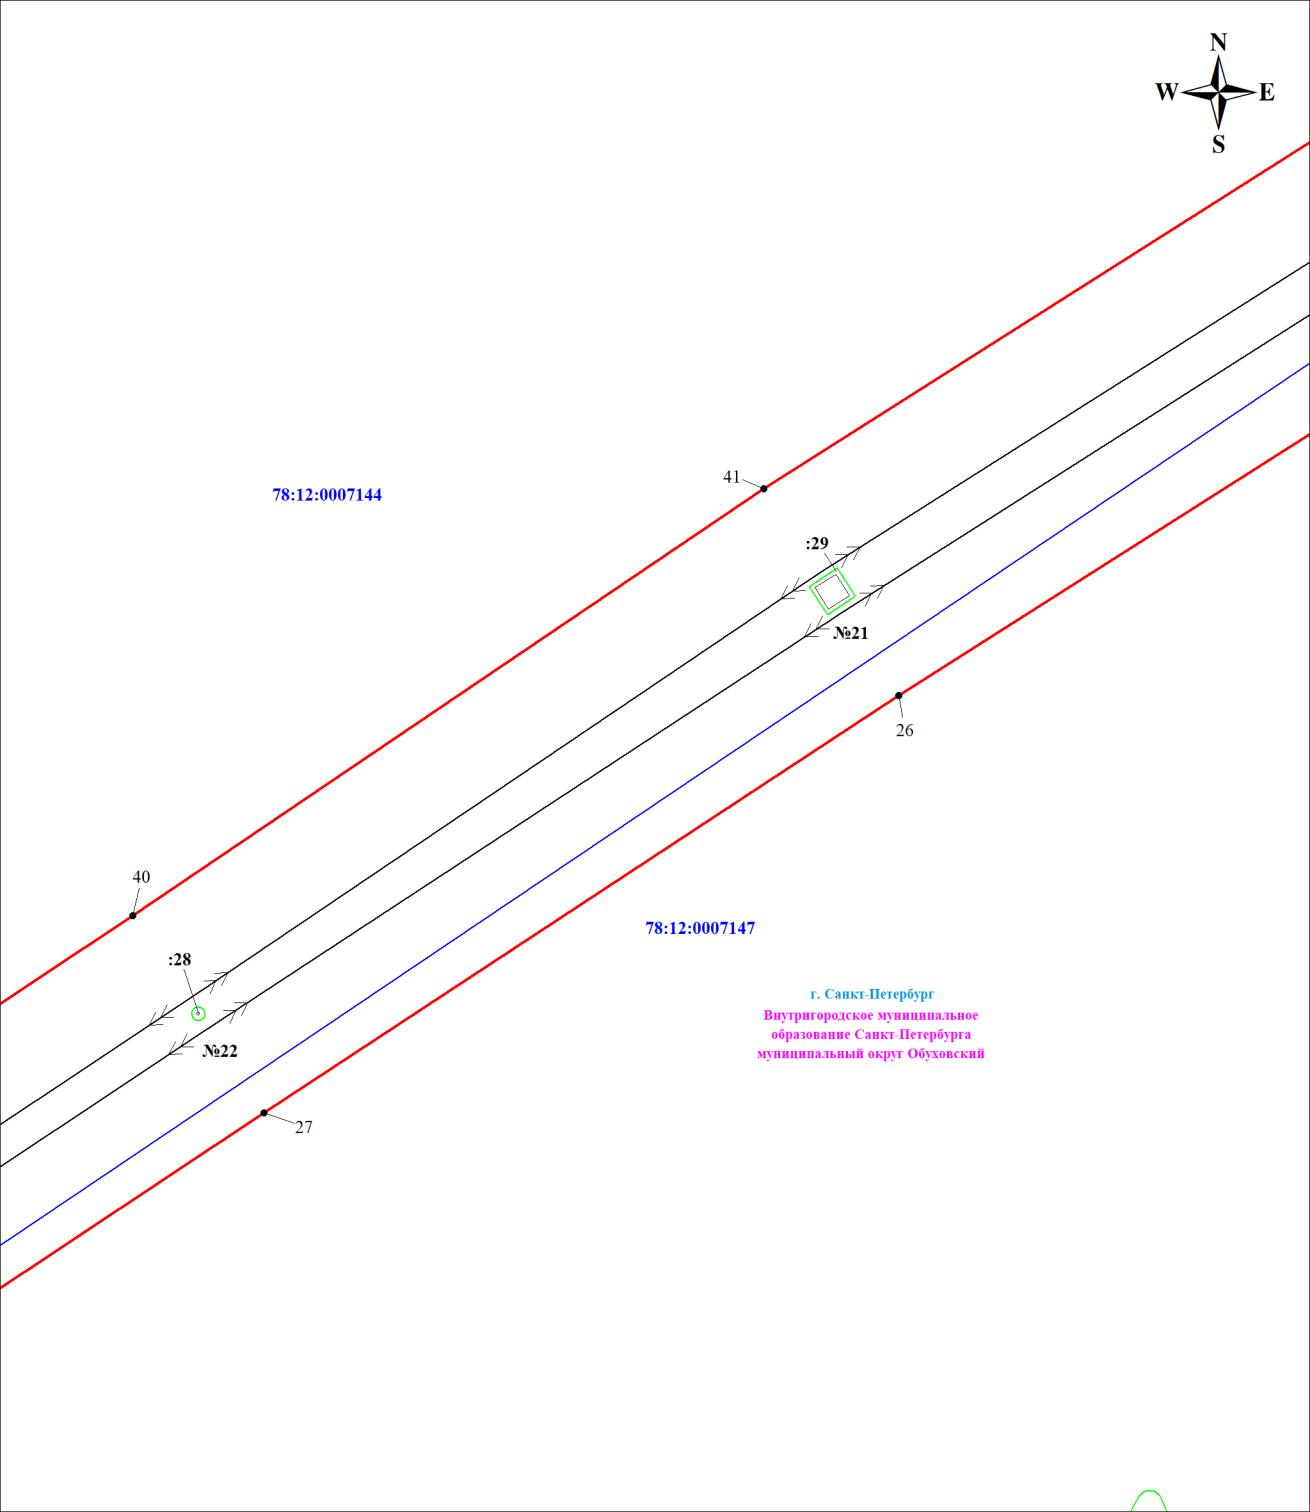 N
W E
S
41
78:12:0007144
:29
№21
26
40
78:12:0007147
:28
г. Санкт-Петербург
Внутригородское муниципальное
образование Санкт-Петербурга
муниципальный округ Обуховский
№22
27